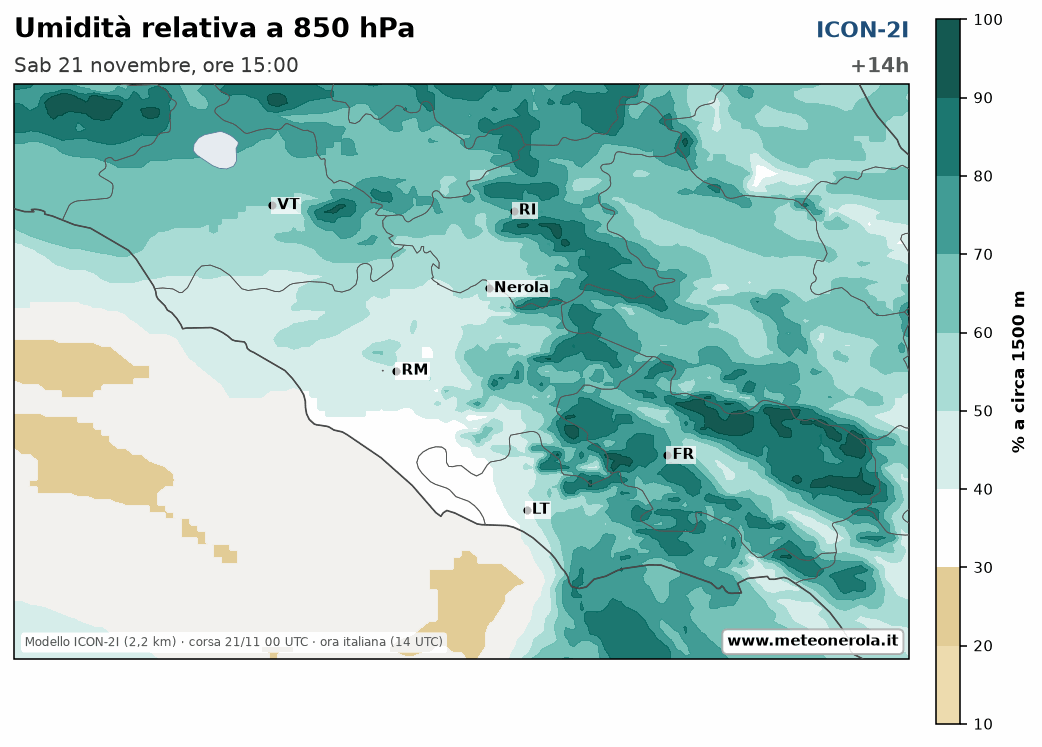 Umidità relativa a 850 hPa
ICON-2I
Sab 21 novembre, ore 15:00
+14h
VT
RI
Nerola
RM
FR
LT
Modello ICON-2I (2,2 km) · corsa 21/11 00 UTC · ora italiana (14 UTC)
www.meteonerola.it
100
90
80
70
60
50
40
30
20
10
% a circa 1500 m